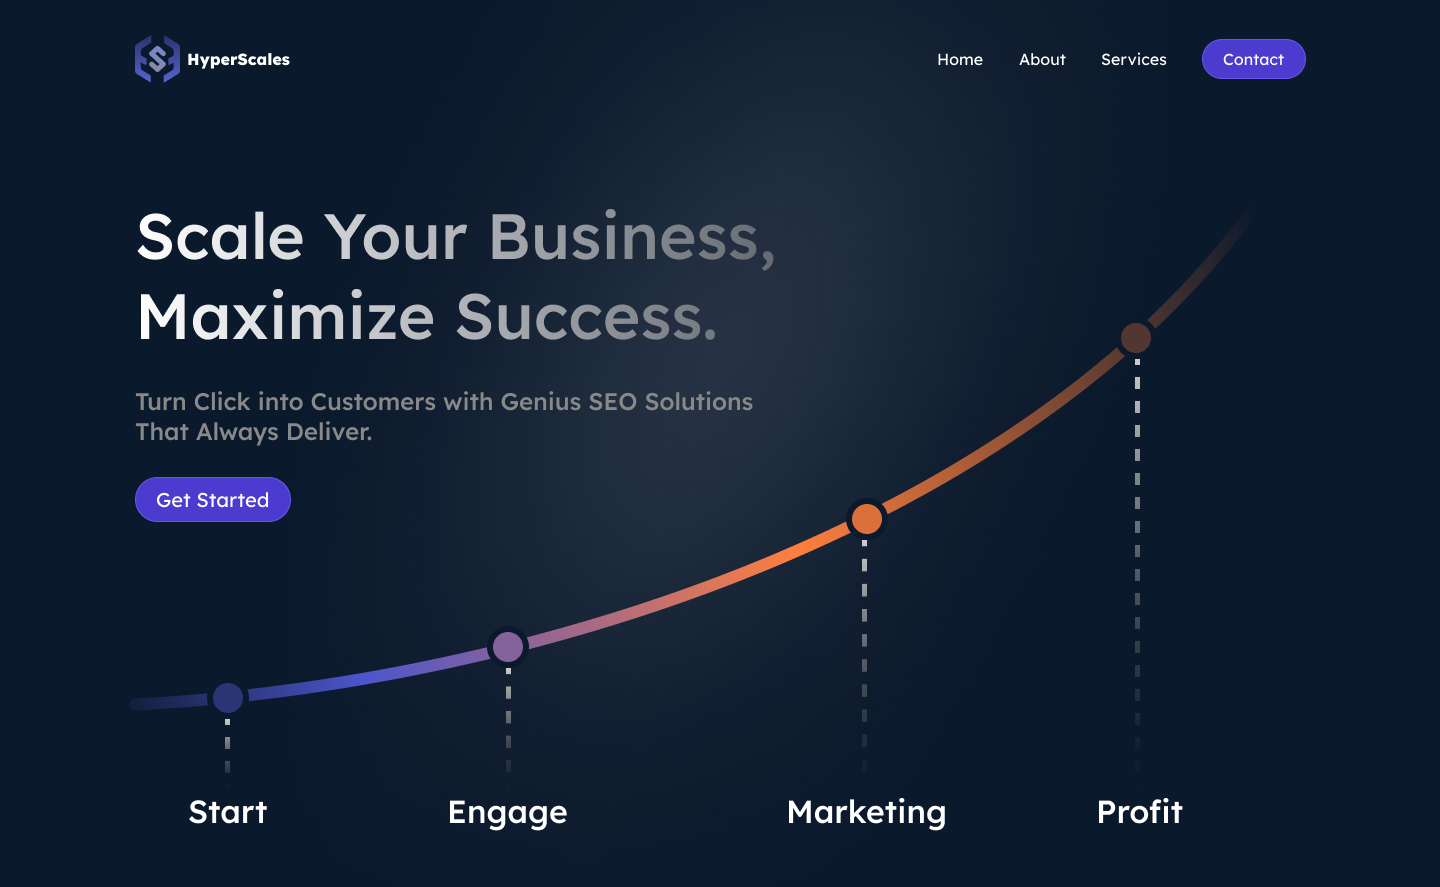 HyperScales
Home About Services Contact
Scale Your Business,
Maximize Success.
Turn Click into Customers with Genius SEO Solutions
That Always Deliver.
Get Started
Start Engage Marketing Profit